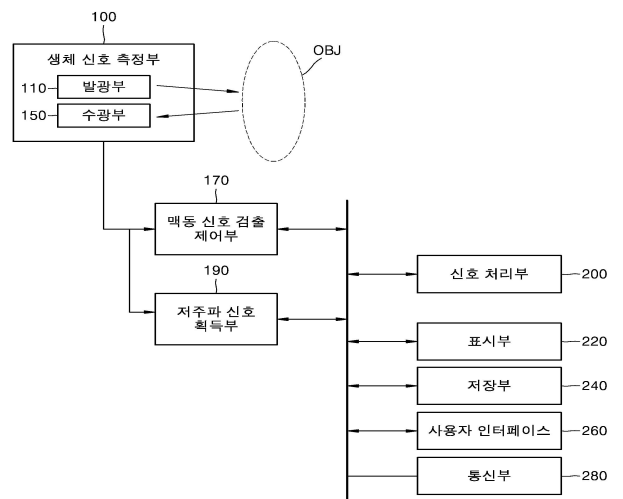 100
생체 신호 측정부
OBJ
110
발광부
150
수광부
170
맥동 신호 검출
제어부
190
저주파 신호
획득부
신호 처리부
200
표시부
220
저장부
240
사용자 인터페이스
260
통신부
280